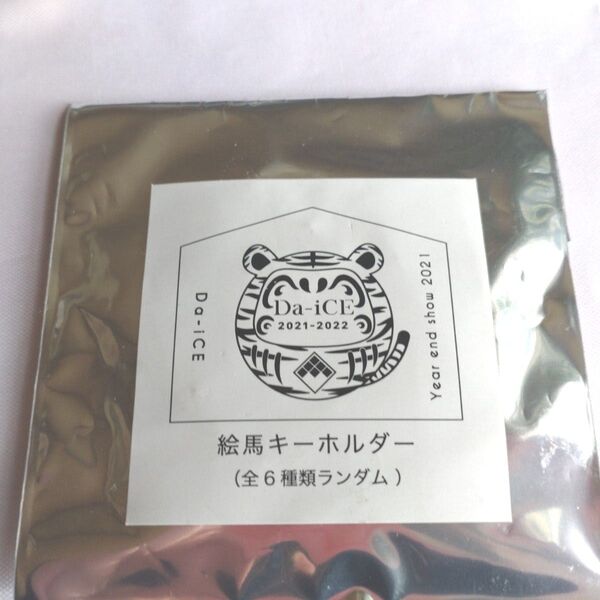 Da-iCE
2021-2022
Da-iCE
Year end show 2021
絵馬キーホルダー
（全６種類ランダム）